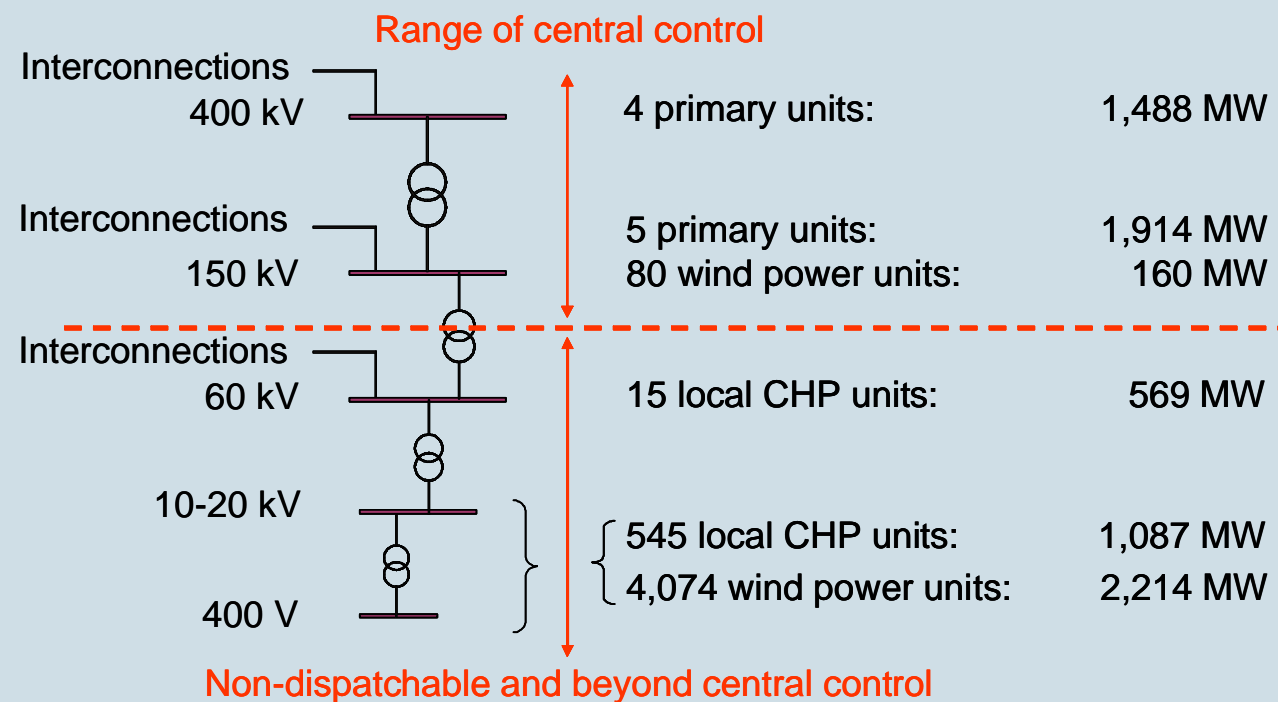 Range of central control
Interconnections
400 kV
4 primary units: 1,488 MW
Interconnections
150 kV
5 primary units: 1,914 MW
80 wind power units: 160 MW
Interconnections
60 kV
15 local CHP units: 569 MW
10-20 kV
545 local CHP units: 1,087 MW
4,074 wind power units: 2,214 MW
400 V
Non-dispatchable and beyond central control